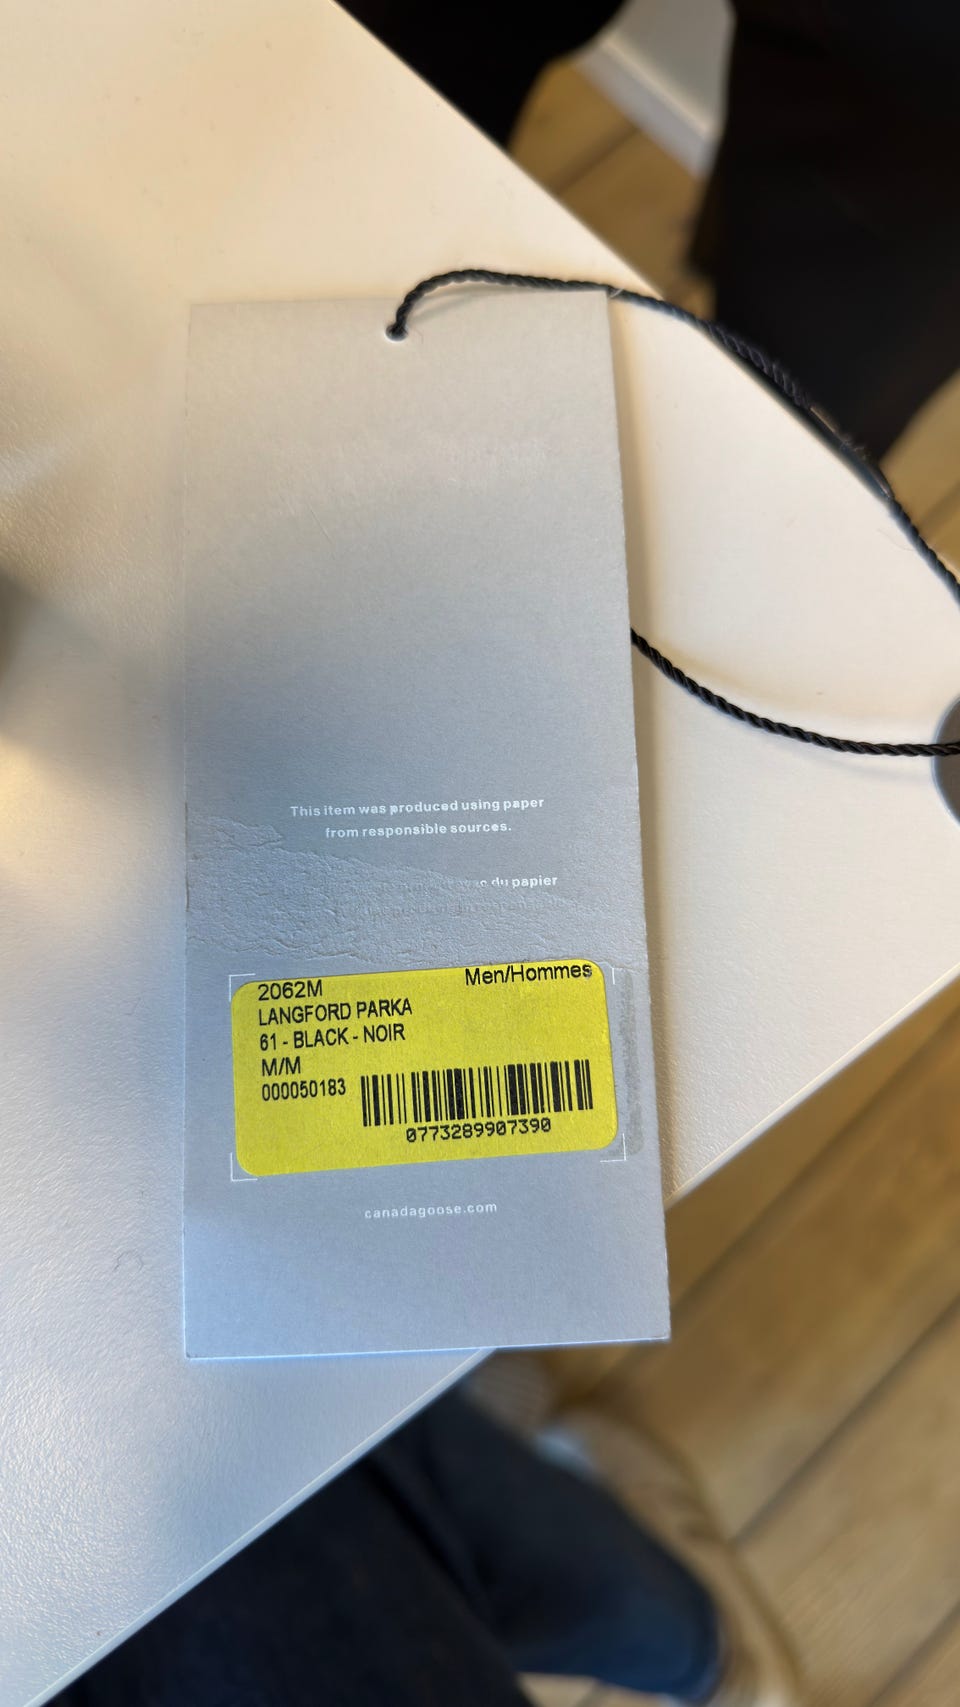 This item was produced using paper
from responsible sources.
du papier
2062M Men/Hommes
LANGFORD PARKA
61 - BLACK - NOIR
M/M
000050183
0773289907390
canadagoose.com